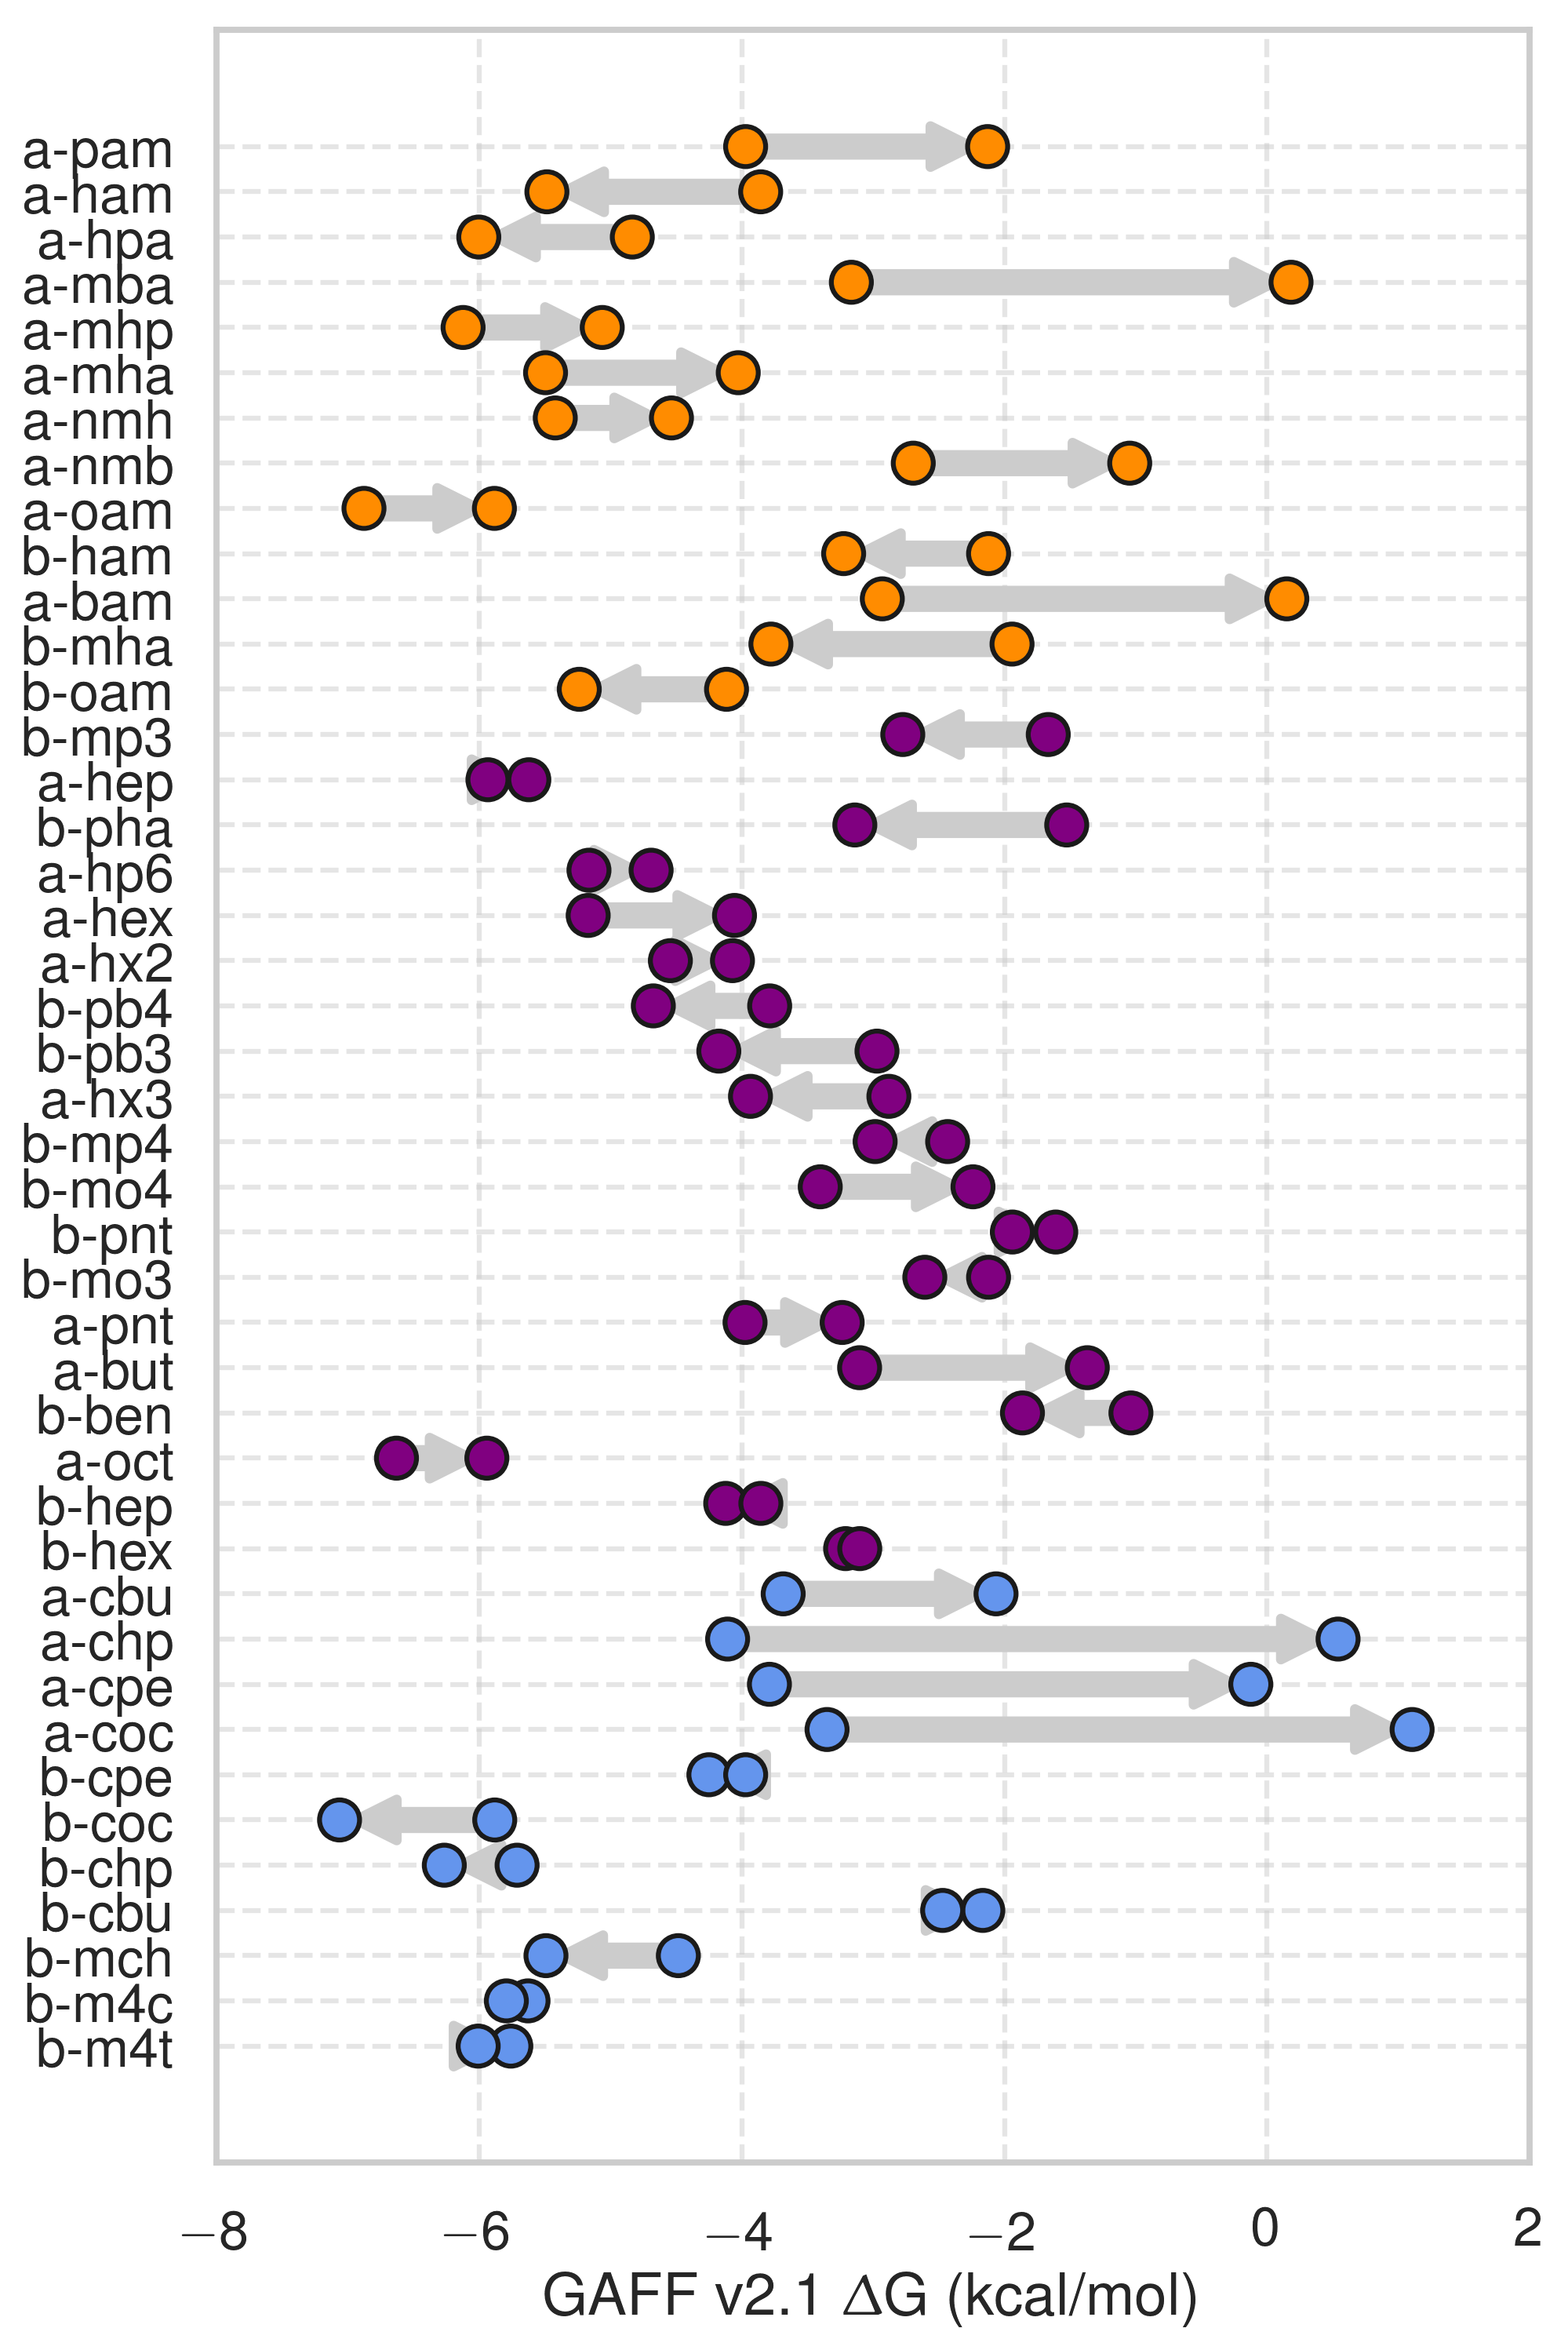 a-pam
a-ham
a-hpa
a-mba
a-mhp
a-mha
a-nmh
a-nmb
a-oam
b-ham
a-bam
b-mha
b-oam
b-mp3
a-hep
b-pha
a-hp6
a-hex
a-hx2
b-pb4
b-pb3
a-hx3
b-mp4
b-mo4
b-pnt
b-mo3
a-pnt
a-but
b-ben
a-oct
b-hep
b-hex
a-cbu
a-chp
a-cpe
a-coc
b-cpe
b-coc
b-chp
b-cbu
b-mch
b-m4c
b-m4t
−8 −6 −4 −2 0 2
GAFF v2.1 ΔG (kcal/mol)